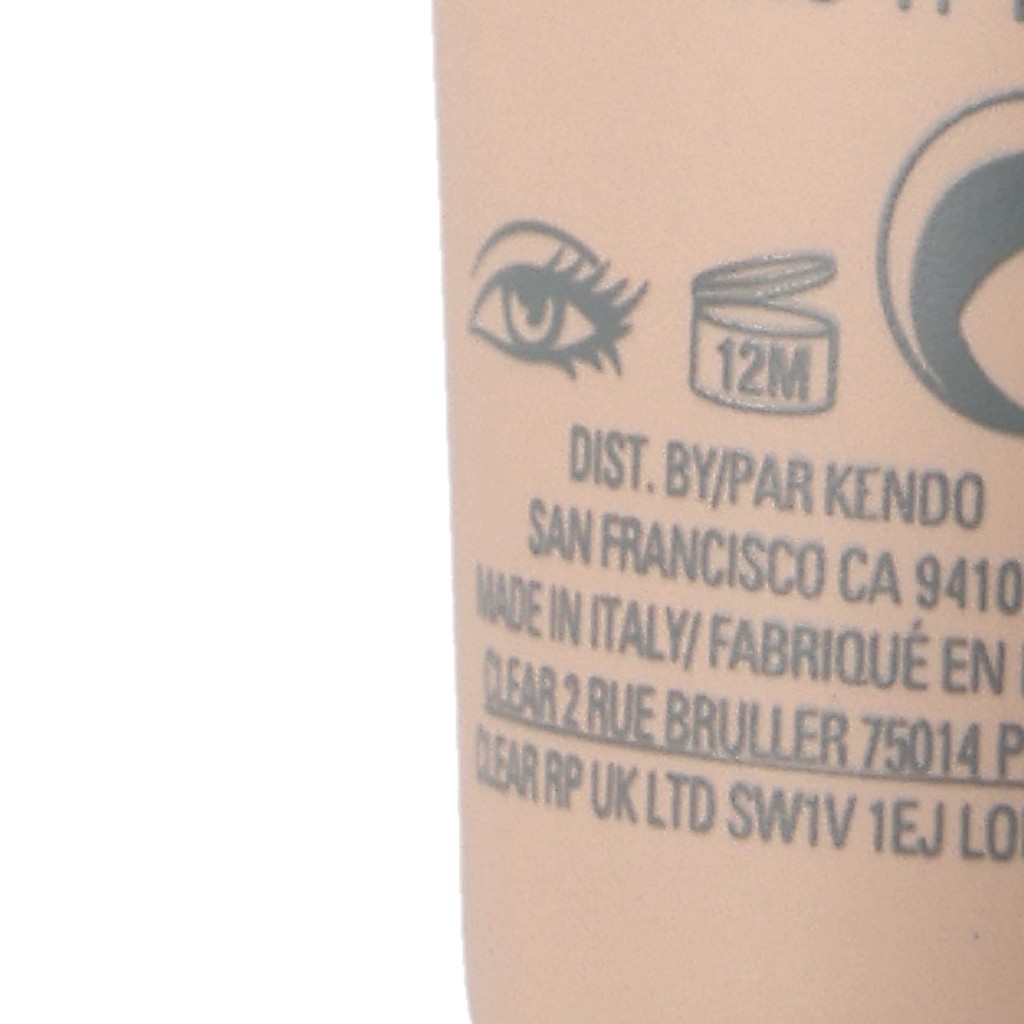 12M
DIST. BY/PAR KENDO
SAN FRANCISCO CA 9410
MADE IN ITALY/ FABRIQUÉ EN
CLEAR 2 RUE BRULLER 75014 P
CLEAR RP UK LTD SW1V 1EJ LO